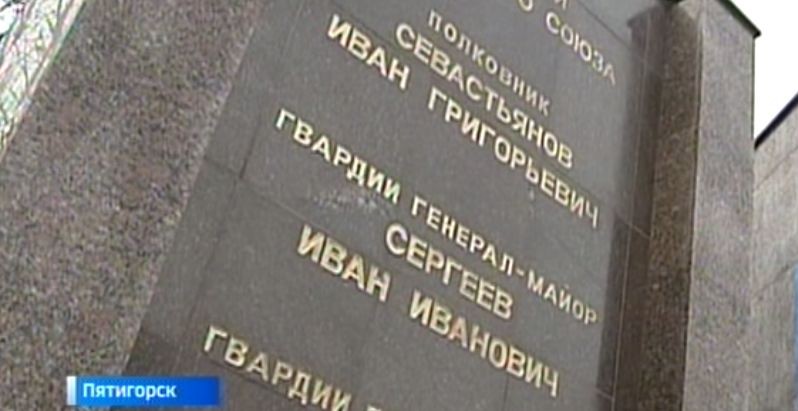 СОЮЗА
ПОЛКОВНИК
СЕВАСТЬЯНОВ
ИВАН ГРИГОРЬЕВИЧ
ГВАРДИИ ГЕНЕРАЛ-МАЙОР
СЕРГЕЕВ
ИВАН ИВАНОВИЧ
ГВАРДИИ
Пятигорск